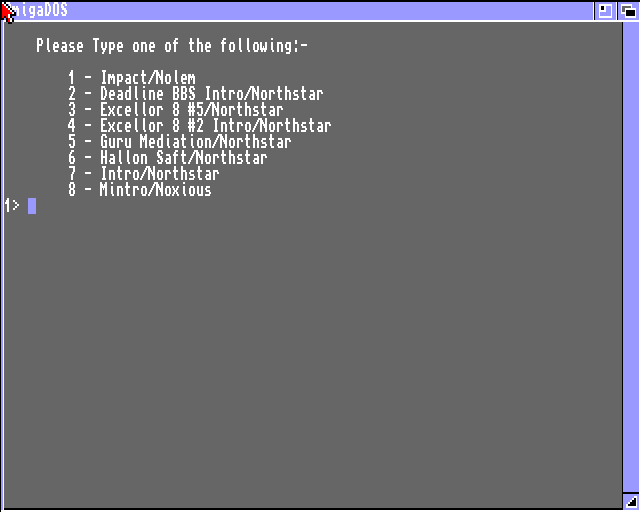 migaDOS
Please Type one of the following:-
1 - Impact/Nolem
2 - Deadline BBS Intro/Northstar
3 - Excellor 8 #5/Northstar
4 - Excellor 8 #2 Intro/Northstar
5 - Guru Mediation/Northstar
6 - Hallon Saft/Northstar
7 - Intro/Northstar
8 - Mintro/Noxious
1>